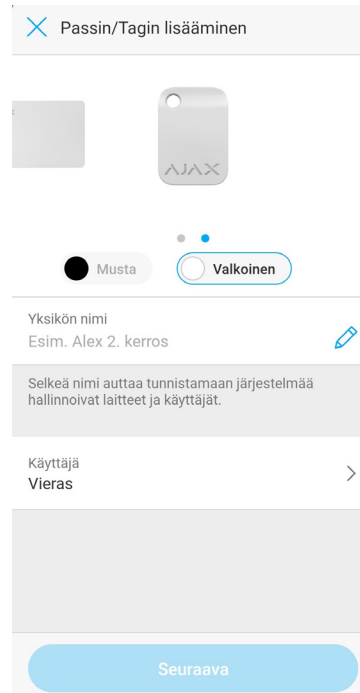 Passin/Tagin lisääminen
AJAX
Musta
Valkoinen
Yksikön nimi
Esim. Alex 2. kerros
Selkeä nimi auttaa tunnistamaan järjestelmää
hallinnoivat laitteet ja käyttäjät.
Käyttäjä
Vieras
Seuraava